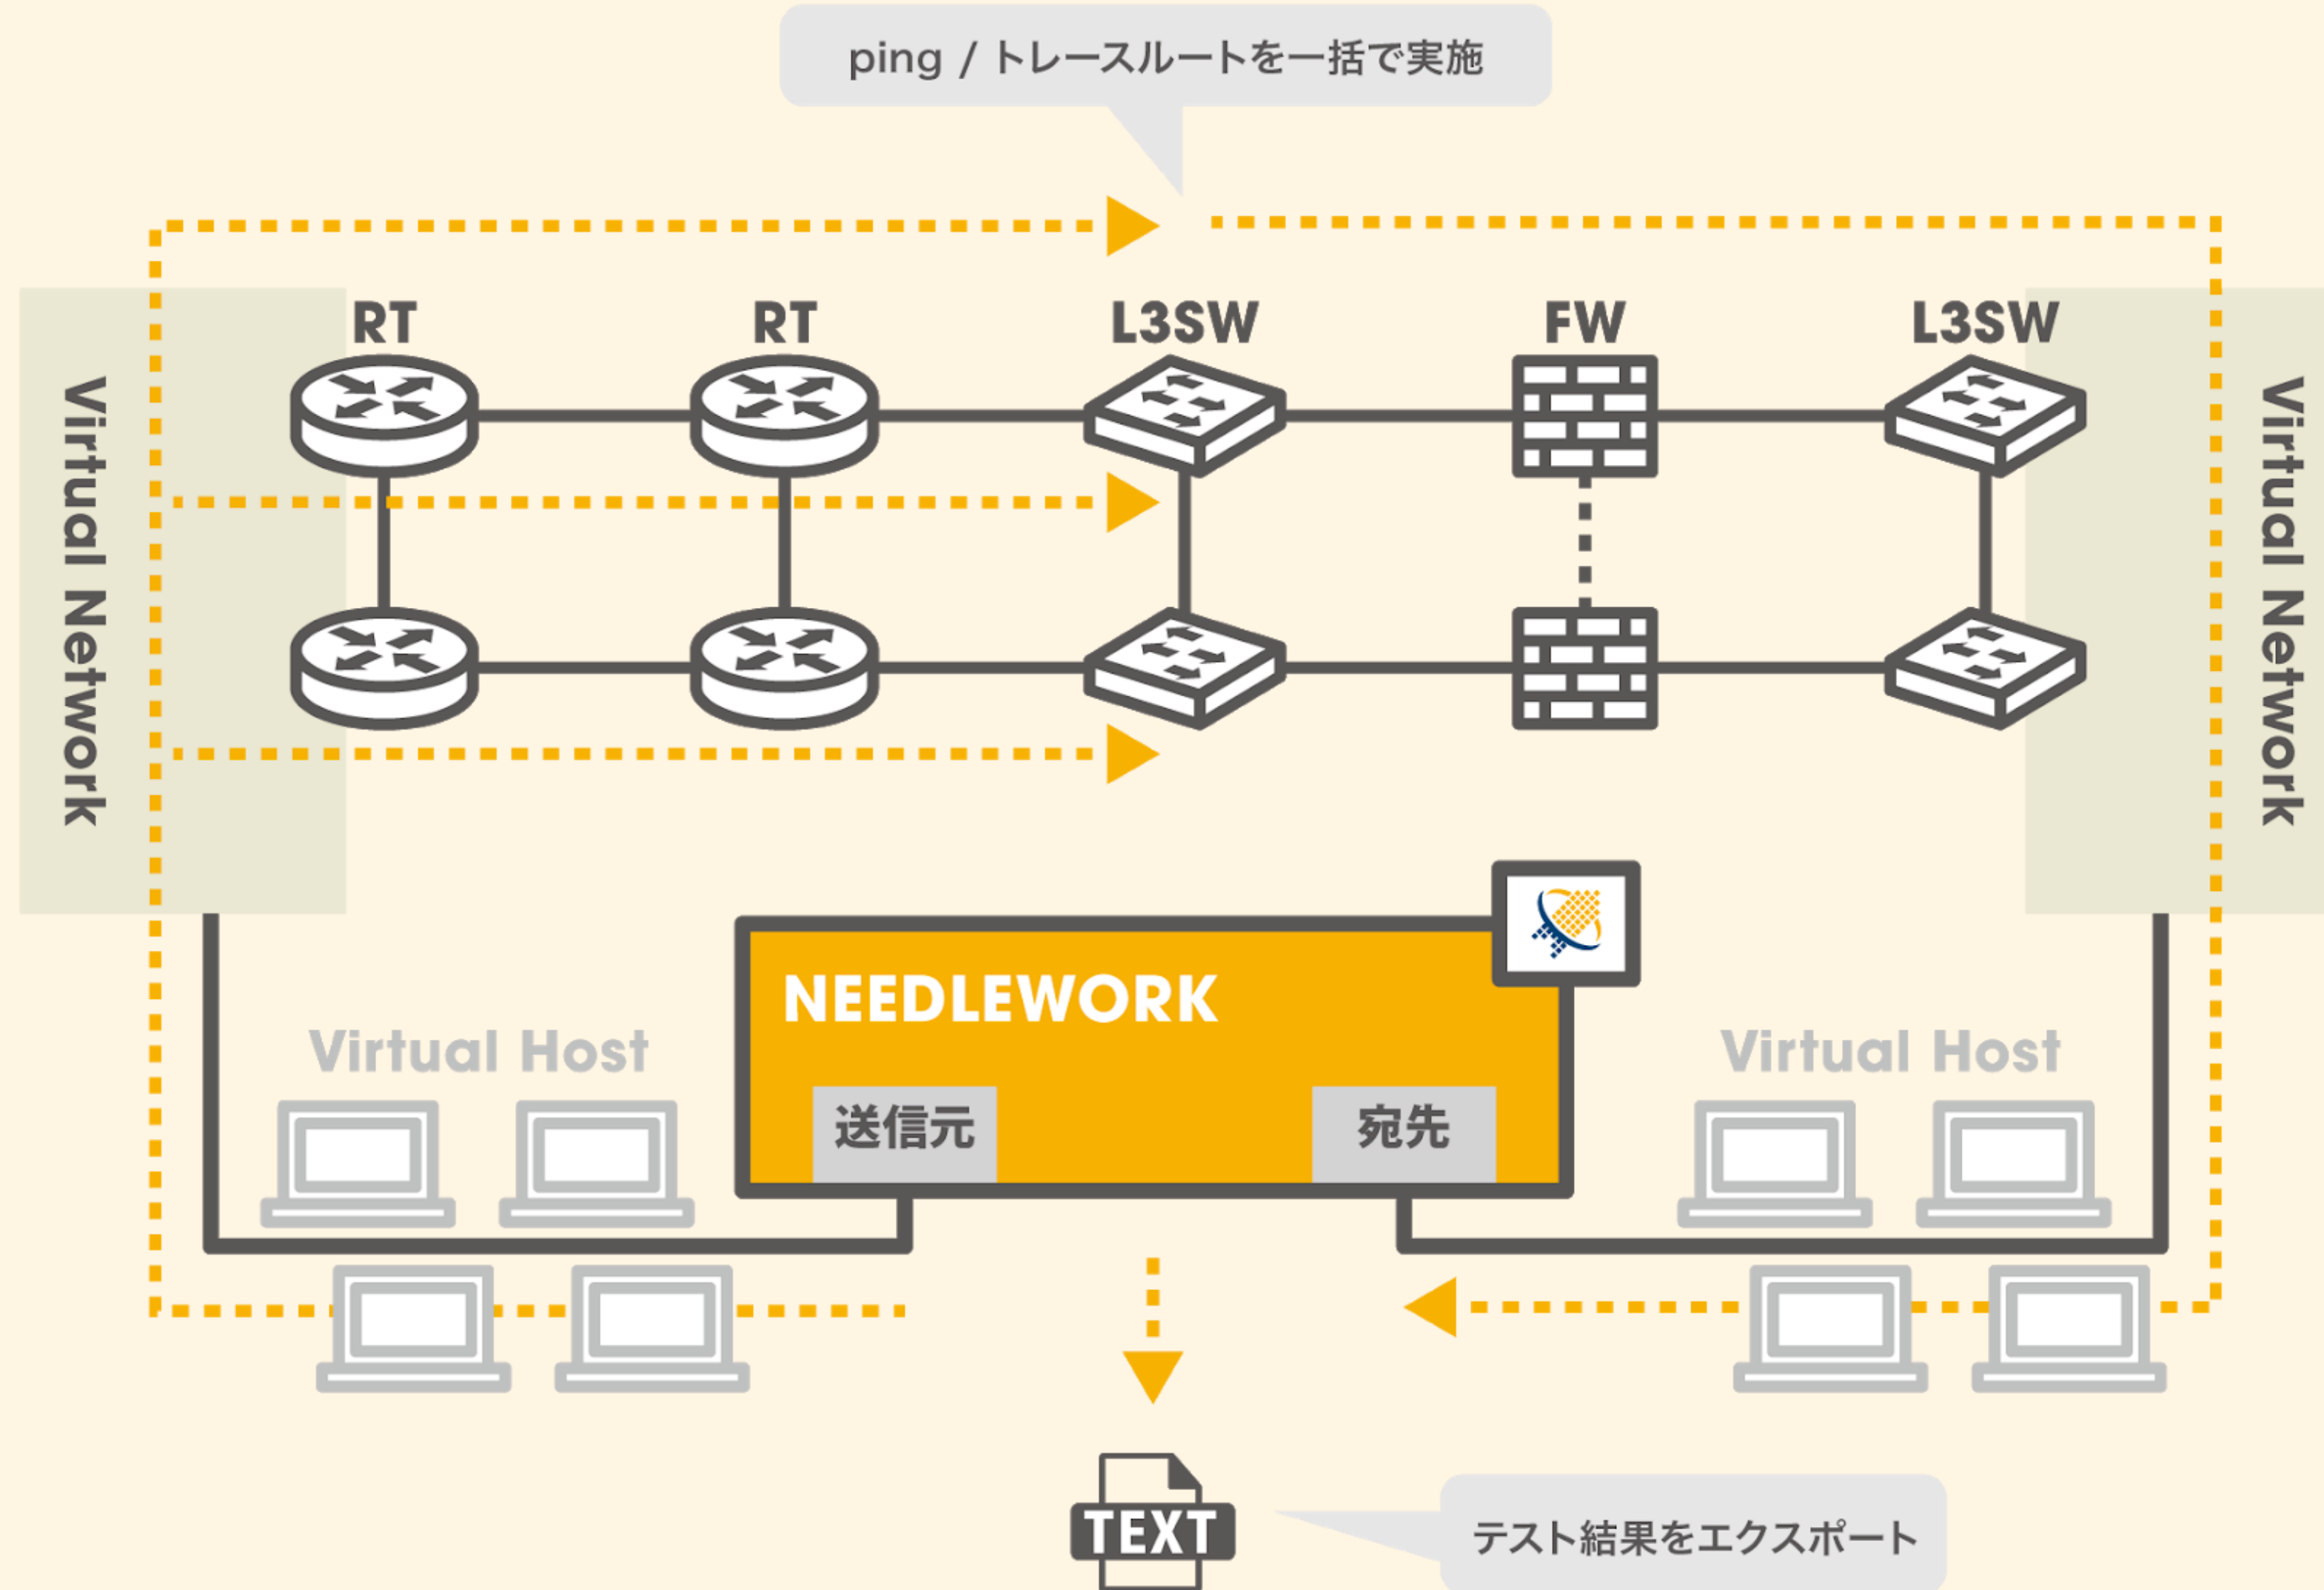 ping / トレースルートを一括で実施
RT
RT
L3SW
FW
L3SW
Virtual Network
Virtual Network
NEEDLEWORK
Virtual Host
Virtual Host
送信元
宛先
TEXT
テスト結果をエクスポート